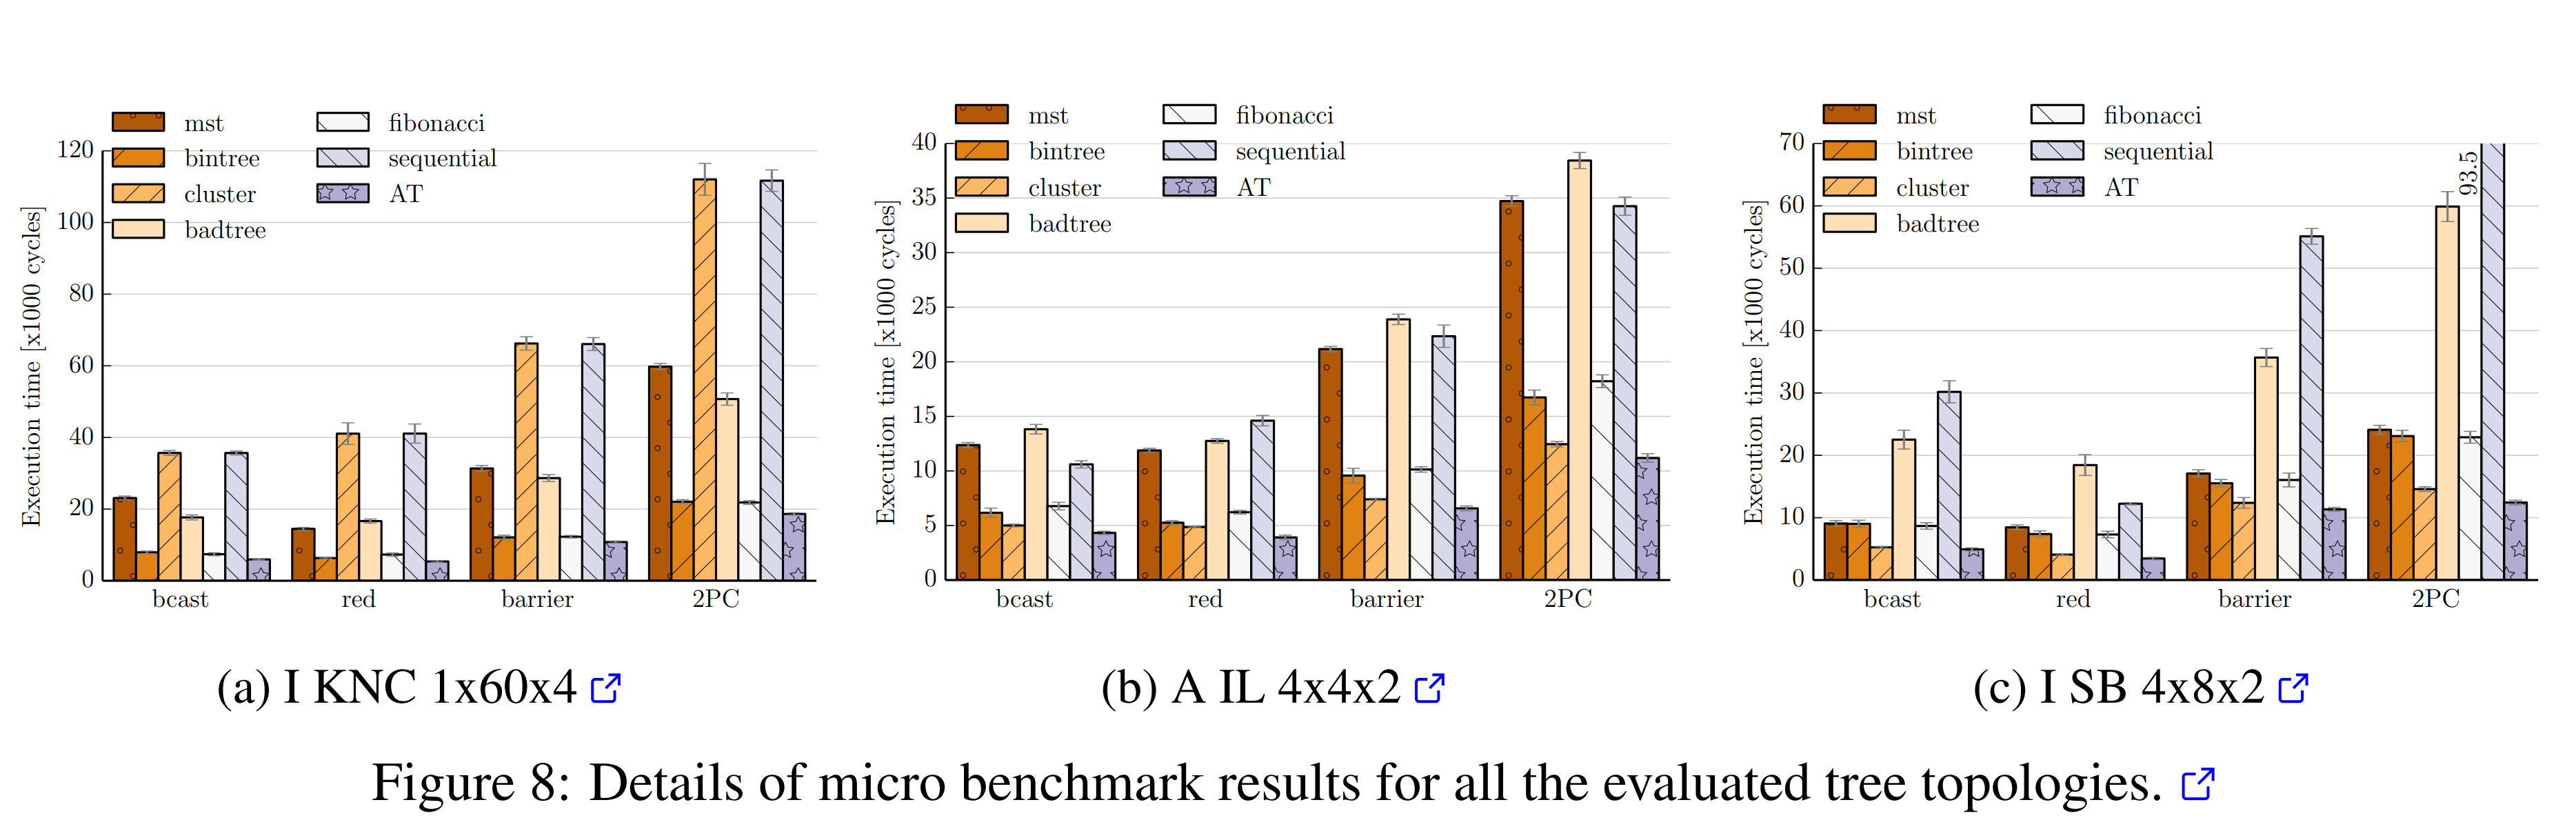 Execution time [x1000 cycles]
120
100
80
60
40
20
0
mst
bintree
cluster
badtree
fibonacci
sequential
AT
bcast red barrier 2PC
(a) I KNC 1x60x4
Execution time [x1000 cycles]
40
35
30
25
20
15
10
5
0
mst
bintree
cluster
badtree
fibonacci
sequential
AT
bcast red barrier 2PC
(b) A IL 4x4x2
Execution time [x1000 cycles]
70
60
50
40
30
20
10
0
mst
bintree
cluster
badtree
fibonacci
sequential
AT
93.5
bcast red barrier 2PC
(c) I SB 4x8x2
Figure 8: Details of micro benchmark results for all the evaluated tree topologies.